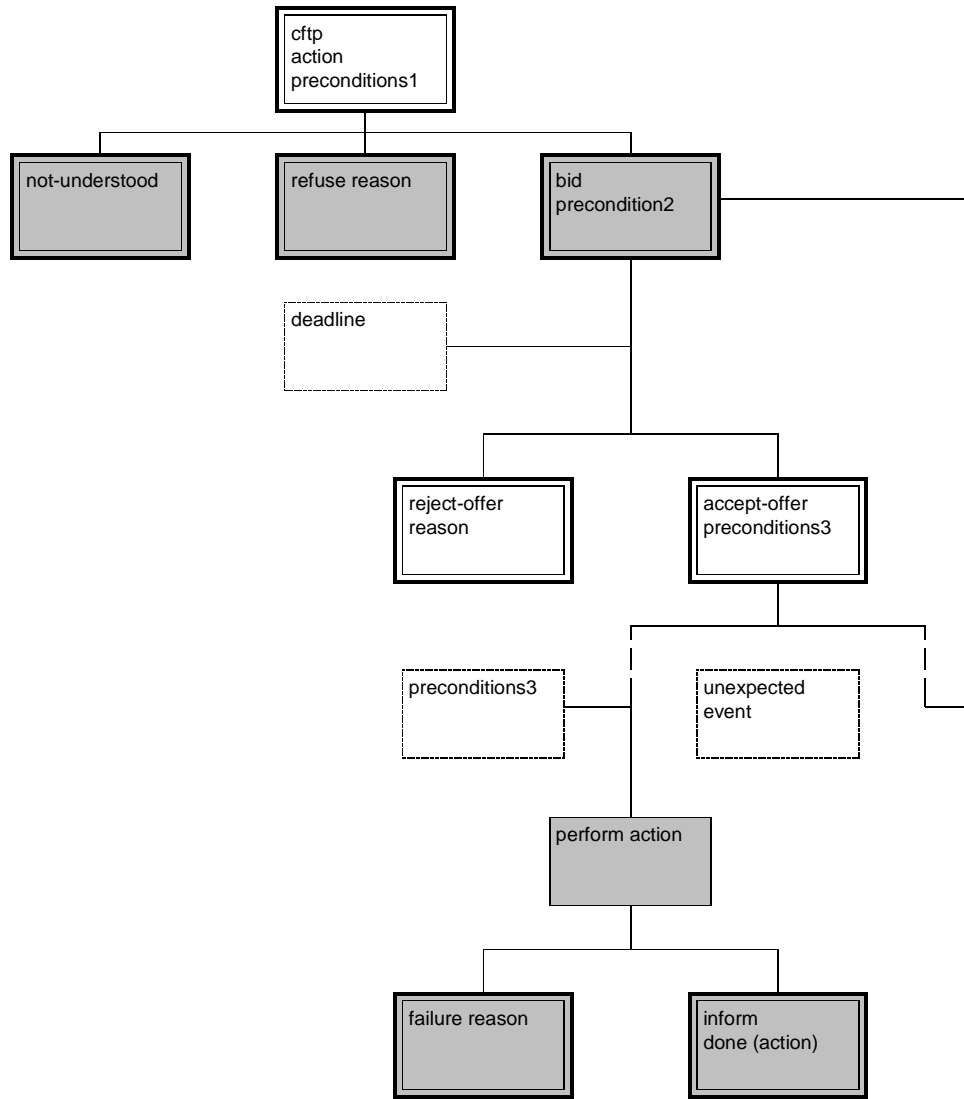 cftp
action
preconditions1
not-understood
refuse reason
bid
precondition2
deadline
reject-offer
reason
accept-offer
preconditions3
preconditions3
unexpected
event
perform action
failure reason
inform
done (action)